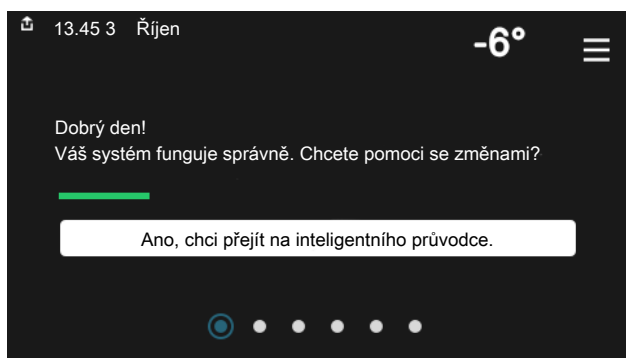 13.45 3 Říjen
-6°
Dobrý den!
Váš systém funguje správně. Chcete pomoci se změnami?
Ano, chci přejít na inteligentního průvodce.